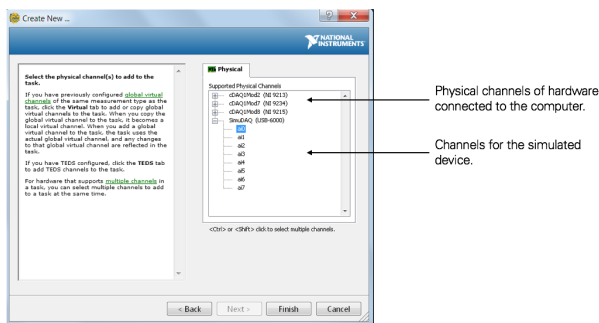 Create New ...
NATIONAL
INSTRUMENTS
Select the physical channel(s) to add to the
task.
If you have previously configured global virtual
channels of the same measurement type as the
task, click the Virtual tab to add or copy global
virtual channels to the task. When you copy the
global virtual channel to the task, it becomes a
local virtual channel. When you add a global
virtual channel to the task, the task uses the
actual global virtual channel, and any changes
to that global virtual channel are reflected in the
task.
If you have TEDS configured, click the TEDS tab
to add TEDS channels to the task.
For hardware that supports multiple channels in
a task, you can select multiple channels to add
to a task at the same time.
Physical
Supported Physical Channels
cDAQ1Mod2 (NI 9213)
cDAQ1Mod7 (NI 9234)
cDAQ1Mod8 (NI 9215)
SimuDAQ (USB-6000)
ai0
ai1
ai2
ai3
ai4
ai5
ai6
ai7
<Ctrl> or <Shift> click to select multiple channels.
Physical channels of hardware
connected to the computer.
Channels for the simulated
device.
< Back
Next >
Finish
Cancel